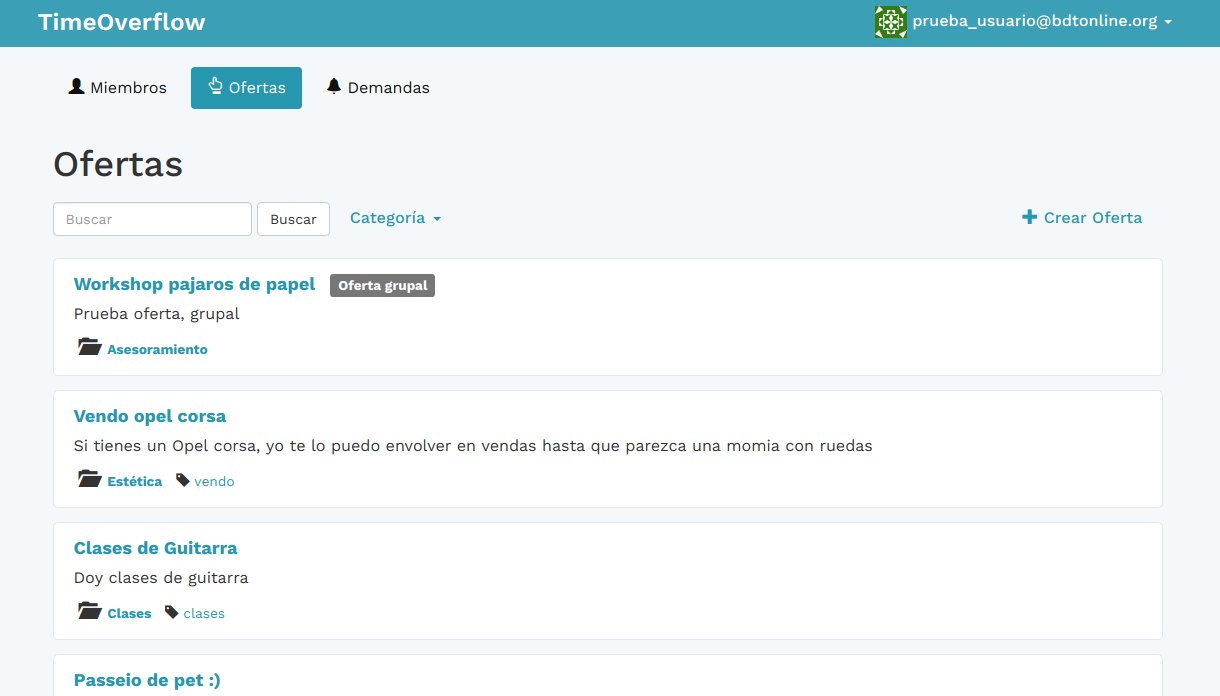 TimeOverflow
prueba_usuario@bdtonline.org
Miembros Ofertas Demandas
Ofertas
Buscar Buscar Categoría Crear Oferta
Workshop pajaros de papel Oferta grupal
Prueba oferta, grupal
Asesoramiento
Vendo opel corsa
Si tienes un Opel corsa, yo te lo puedo envolver en vendas hasta que parezca una momia con ruedas
Estética vendo
Clases de Guitarra
Doy clases de guitarra
Clases clases
Passeio de pet :)